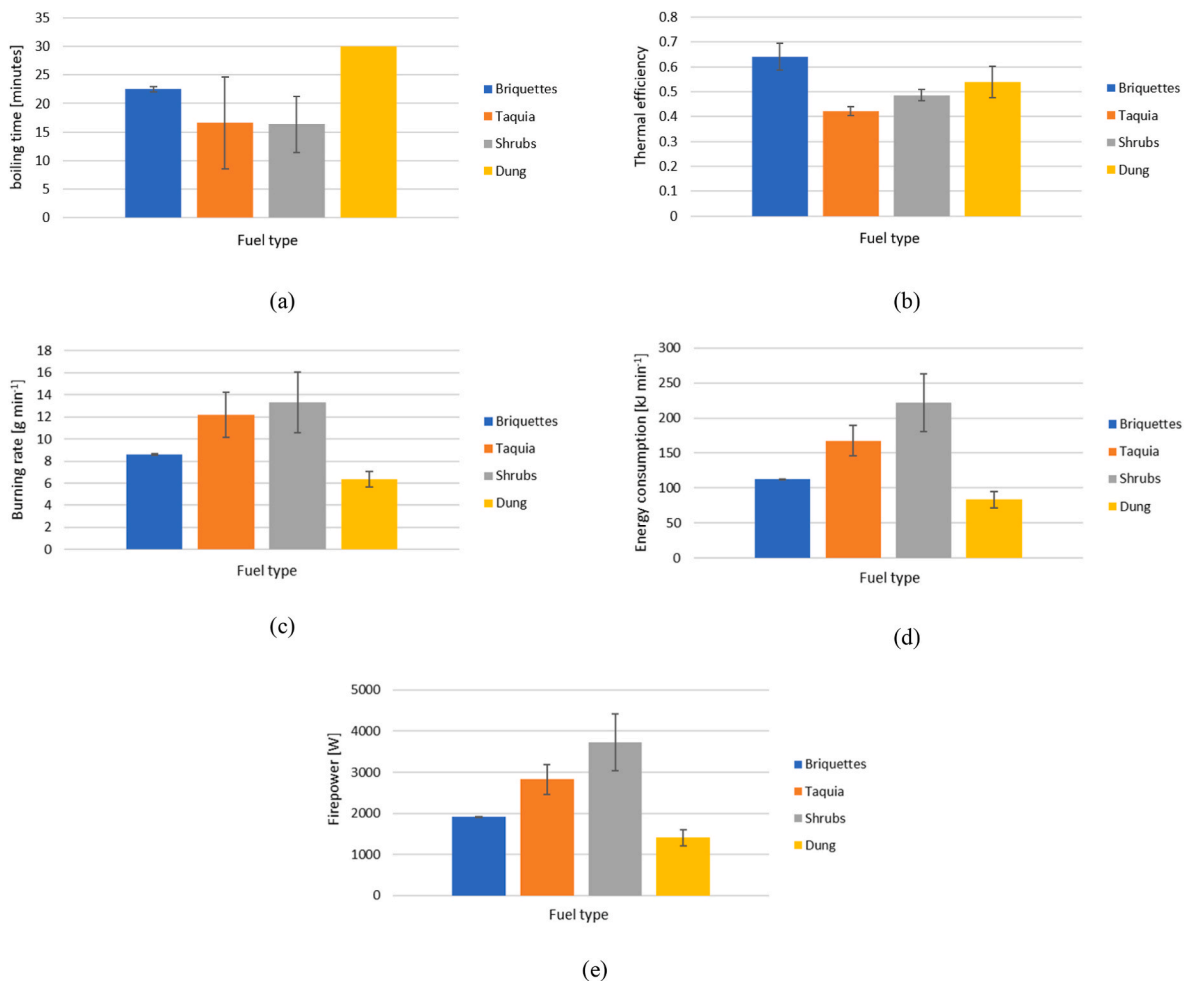 boiling time [minutes]
35
30
25
20
15
10
5
0
Fuel type
Briquettes
Taquia
Shrubs
Dung
(a)
Thermal efficiency
0.8
0.7
0.6
0.5
0.4
0.3
0.2
0.1
0
Fuel type
Briquettes
Taquia
Shrubs
Dung
(b)
Burning rate [g min⁻¹]
18
16
14
12
10
8
6
4
2
0
Fuel type
Briquettes
Taquia
Shrubs
Dung
(c)
Energy consumption [kJ min⁻¹]
300
250
200
150
100
50
0
Fuel type
Briquettes
Taquia
Shrubs
Dung
(d)
Firepower [W]
5000
4000
3000
2000
1000
0
Fuel type
Briquettes
Taquia
Shrubs
Dung
(e)